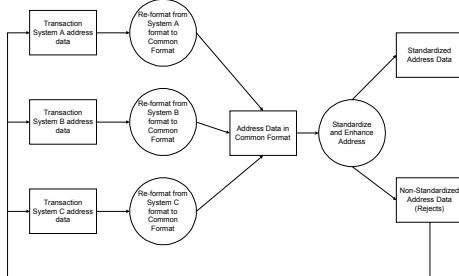 Transaction
System A address
data
Re-format from
System A
format to
Common
Format
Transaction
System B address
data
Re-format from
System B
format to
Common
Format
Transaction
System C address
data
Re-format from
System C
format to
Common
Format
Address Data in
Common Format
Standardize
and Enhance
Address
Standardized
Address Data
Non-Standardized
Address Data
(Rejects)